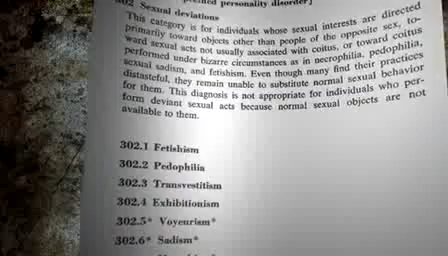 personality disorder)
302 Sexual deviations
This category is for individuals whose sexual interests are directed
primarily toward objects other than people of the opposite sex, to-
ward sexual acts not usually associated with coitus, or toward coitus
performed under bizarre circumstances as in necrophilia, pedophilia,
sexual sadism, and fetishism. Even though many find their practices
distasteful, they remain unable to substitute normal sexual behavior
for them. This diagnosis is not appropriate for individuals who per-
form deviant sexual acts because normal sexual objects are not
available to them.
302.1 Fetishism
302.2 Pedophilia
302.3 Transvestitism
302.4 Exhibitionism
302.5* Voyeurism*
302.6* Sadism*